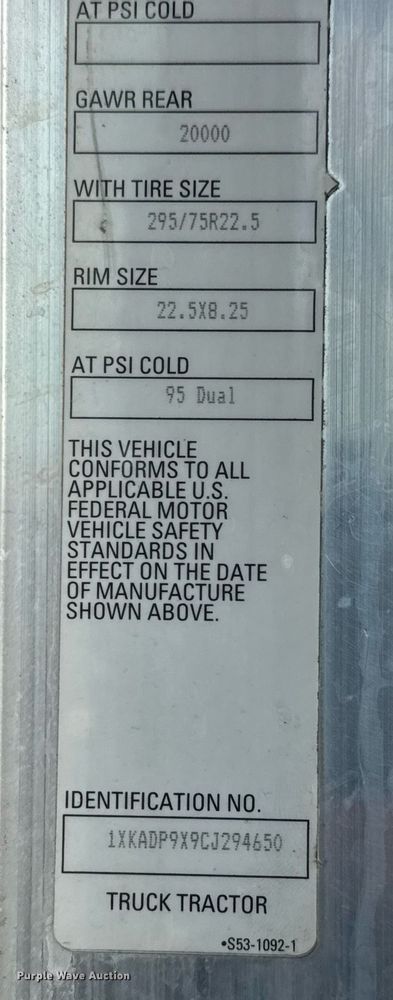 AT PSI COLD
GAWR REAR
20000
WITH TIRE SIZE
295/75R22.5
RIM SIZE
22.5X8.25
AT PSI COLD
95 Dual
THIS VEHICLE
CONFORMS TO ALL
APPLICABLE U.S.
FEDERAL MOTOR
VEHICLE SAFETY
STANDARDS IN
EFFECT ON THE DATE
OF MANUFACTURE
SHOWN ABOVE.
IDENTIFICATION NO.
1XKADP9X9CJ294650
TRUCK TRACTOR
•S53-1092-1
Purple Wave Auction